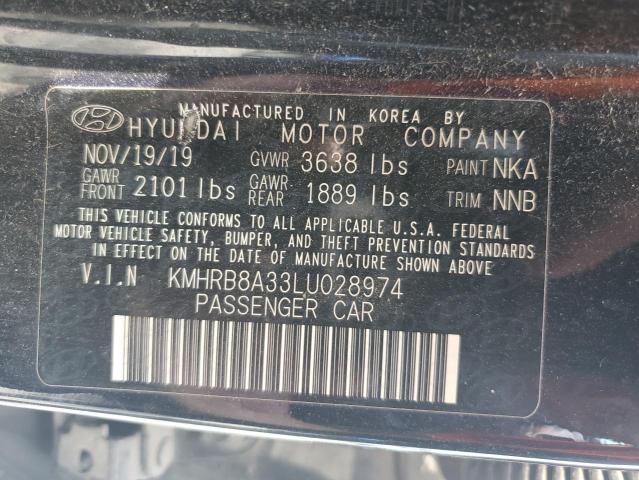 MANUFACTURED IN KOREA BY
HYUNDAI MOTOR COMPANY
NOV/19/19 GVWR 3638 lbs PAINT NKA
GAWR FRONT 2101 lbs GAWR REAR 1889 lbs TRIM NNB
THIS VEHICLE CONFORMS TO ALL APPLICABLE U.S.A. FEDERAL
MOTOR VEHICLE SAFETY, BUMPER, AND THEFT PREVENTION STANDARDS
IN EFFECT ON THE DATE OF MANUFACTURE SHOWN ABOVE
V.I.N KMHRB8A33LU028974
PASSENGER CAR